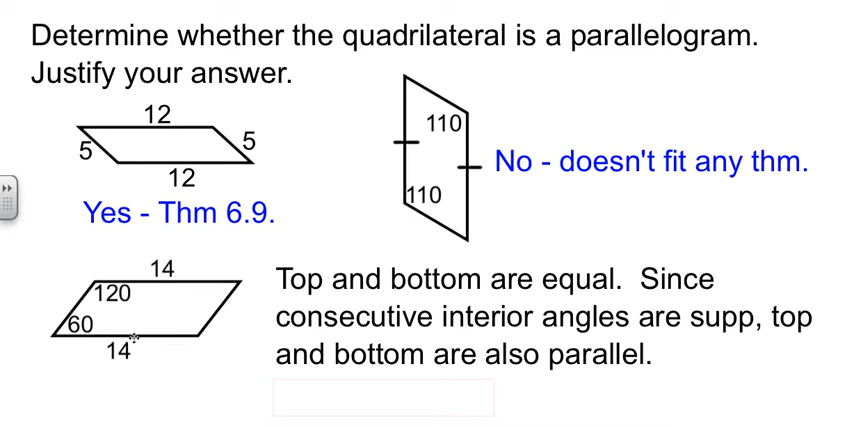 Determine whether the quadrilateral is a parallelogram.
Justify your answer.
12
5
5
12
Yes - Thm 6.9.
110
110
No - doesn't fit any thm.
14
120
60
14
Top and bottom are equal.  Since
consecutive interior angles are supp, top
and bottom are also parallel.